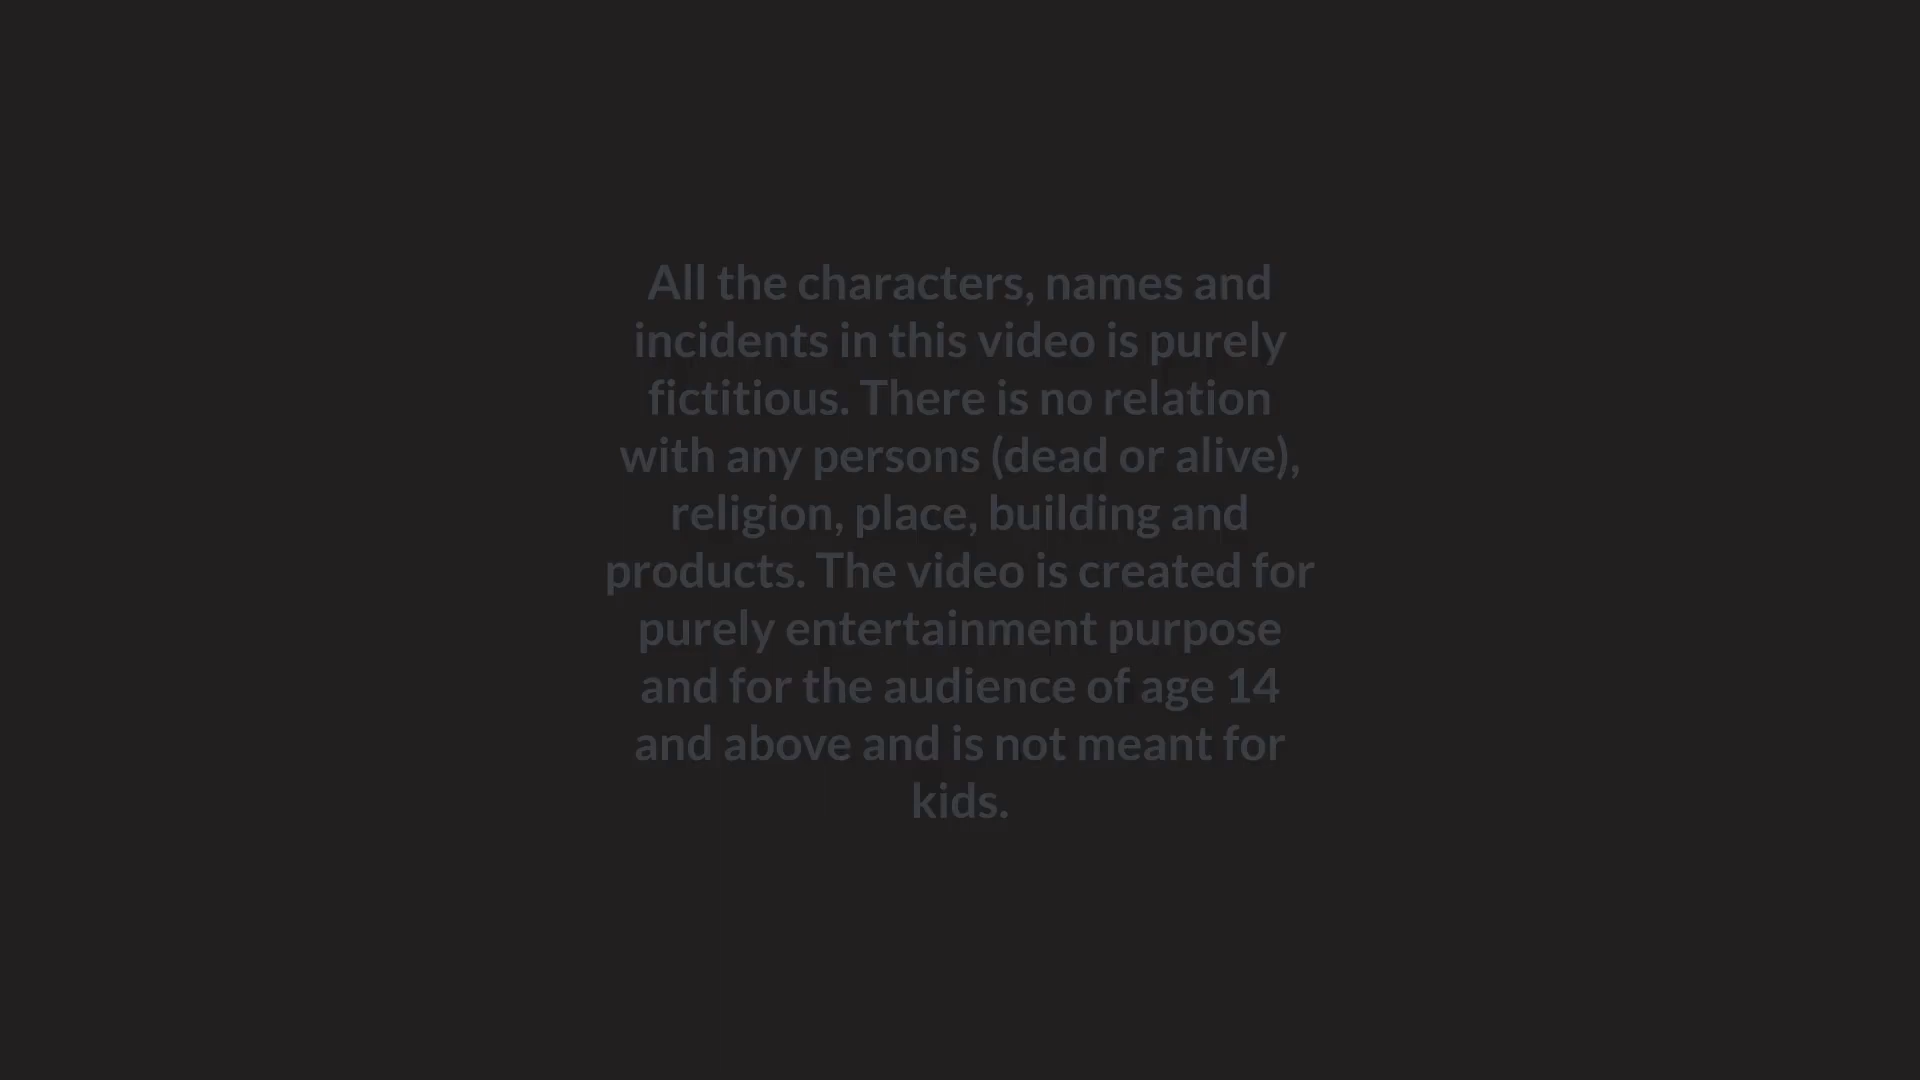 All the characters, names and
incidents in this video is purely
fictitious. There is no relation
with any persons (dead or alive),
religion, place, building and
products. The video is created for
purely entertainment purpose
and for the audience of age 14
and above and is not meant for
kids.